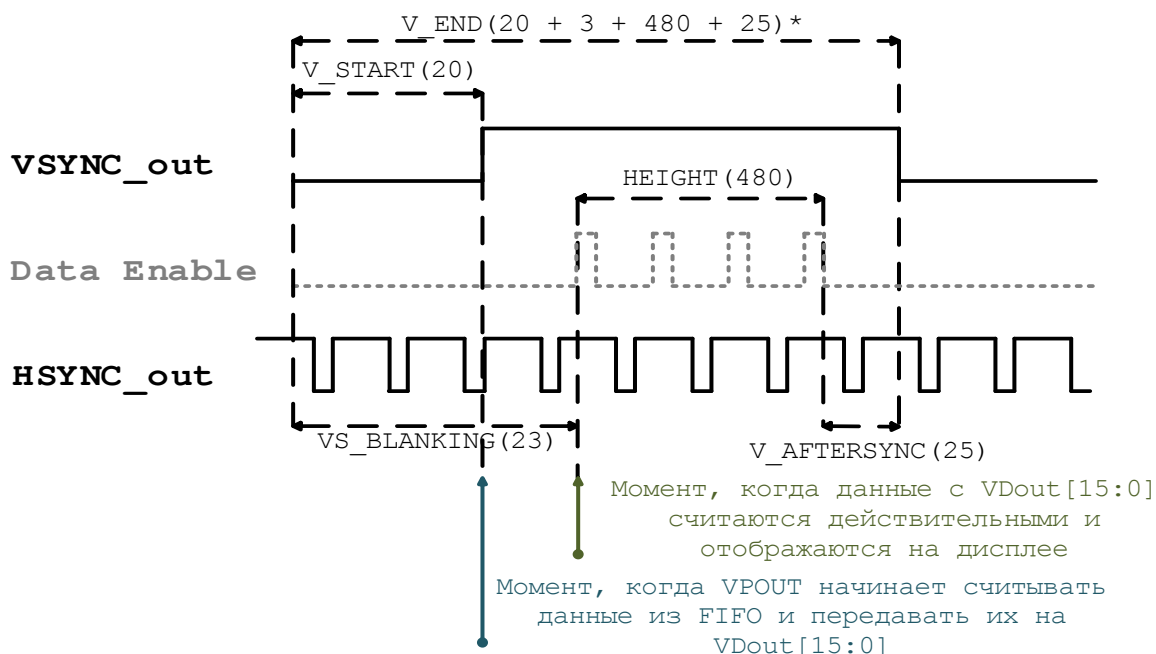 V_END(20 + 3 + 480 + 25)*
V_START(20)
VSYNC_out
HEIGHT(480)
Data Enable
HSYNC_out
VS_BLANKING(23)
V_AFTERSYNC(25)
Момент, когда данные с VDout[15:0]
считаются действительными и
отображаются на дисплее
Момент, когда VPOUT начинает считывать
данные из FIFO и передавать их на
VDout[15:0]